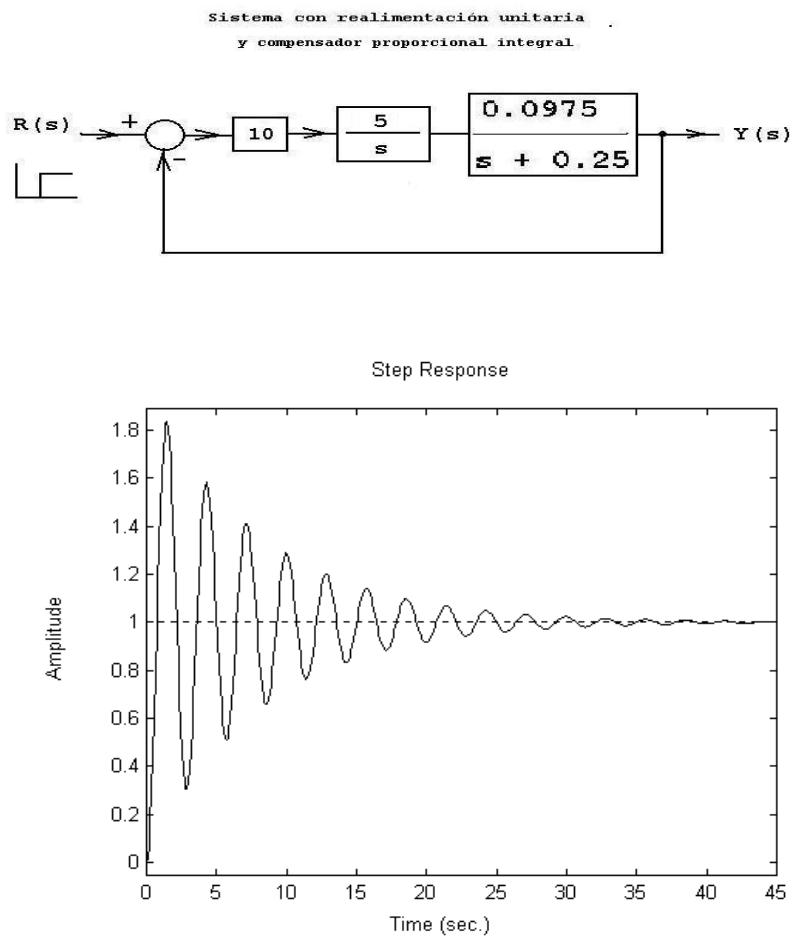 Sistema con realimentación unitaria .
y compensador proporcional integral
R(s)
+
-
10
5
s
0.0975
s + 0.25
Y(s)
Step Response
Amplitude
1.8
1.6
1.4
1.2
1
0.8
0.6
0.4
0.2
0
0 5 10 15 20 25 30 35 40 45
Time (sec.)